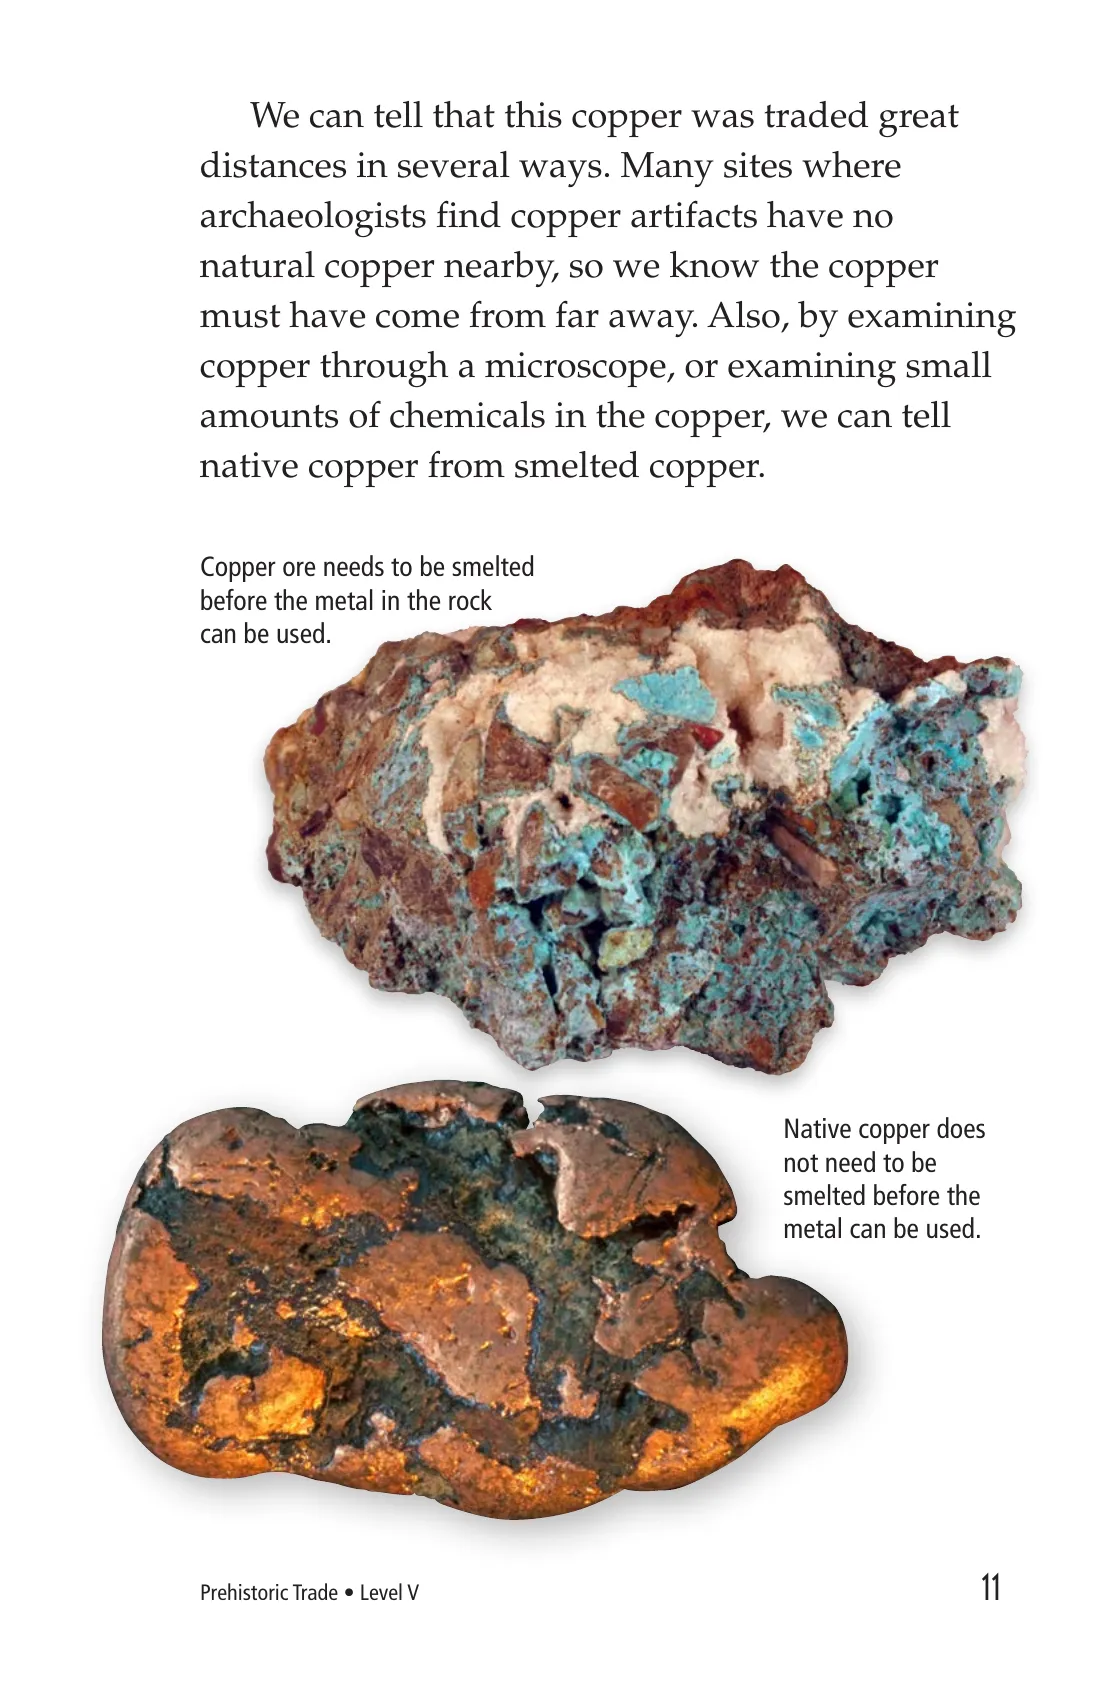 We can tell that this copper was traded great
distances in several ways. Many sites where
archaeologists find copper artifacts have no
natural copper nearby, so we know the copper
must have come from far away. Also, by examining
copper through a microscope, or examining small
amounts of chemicals in the copper, we can tell
native copper from smelted copper.
Copper ore needs to be smelted
before the metal in the rock
can be used.
Native copper does
not need to be
smelted before the
metal can be used.
Prehistoric Trade • Level V
11